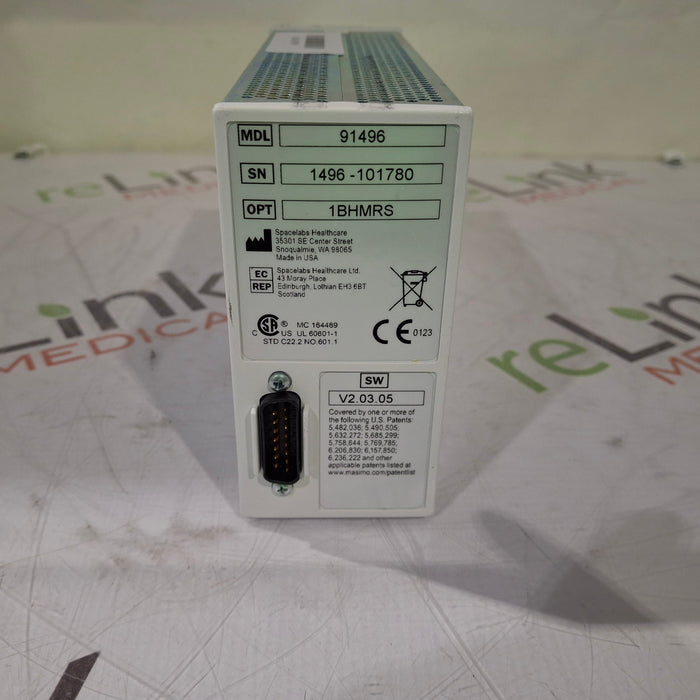 MDL 91496
SN 1496-101780
OPT 1BHMRS
Spacelabs Healthcare
35301 SE Center Street
Snoqualmie, WA 98065
Made in USA
EC REP
Spacelabs Healthcare Ltd.
43 Moray Place
Edinburgh, Lothian EH3 6BT
Scotland
CSA ® MC 164489
C US UL 60601-1
STD C22.2 NO.601.1
CE 0123
SW
V2.03.05
Covered by one or more of
the following U.S. Patents:
5,482,036; 5,490,505;
5,632,272; 5,685,299;
5,758,644; 5,769,785;
6,206,830; 6,157,850;
6,236,222 and other
applicable patents listed at
www.masimo.com/patentlist
reLink
MEDICAL
reLink
MEDICAL
reLink